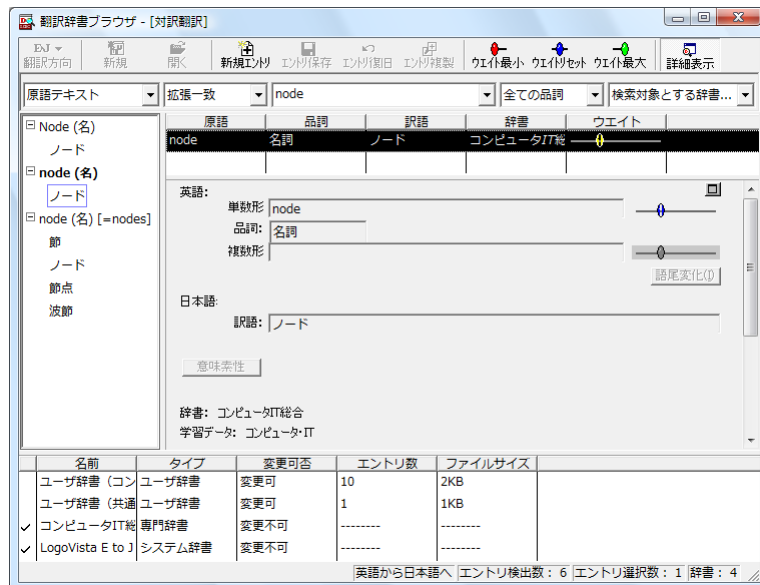 翻訳辞書ブラウザ - [対訳翻訳]
EXJ
翻訳方向 新規 開く 新規エントリ エントリ保存 エントリ復旧 エントリ複製 ウエイト最小 ウエイトリセット ウエイト最大 詳細表示
原語テキスト 拡張一致 node 全ての品詞 検索対象とする辞書...
原語 品詞 訳語 辞書 ウエイト
node 名詞 ノード コンピュータIT総
Node (名)
ノード
node (名)
ノード
node (名) [=nodes]
節
ノード
節点
波節
英語:
単数形 node
品詞: 名詞
複数形
語尾変化(I)
日本語:
訳語: ノード
意味素性
辞書: コンピュータIT総合
学習データ: コンピュータ・IT
名前 タイプ 変更可否 エントリ数 ファイルサイズ
ユーザ辞書(コン ユーザ辞書 変更可 10 2KB
ユーザ辞書(共通 ユーザ辞書 変更可 1 1KB
コンピュータIT総 専門辞書 変更不可 -------- --------
LogoVista E to J システム辞書 変更不可 -------- --------
英語から日本語へ エントリ検出数: 6 エントリ選択数: 1 辞書: 4